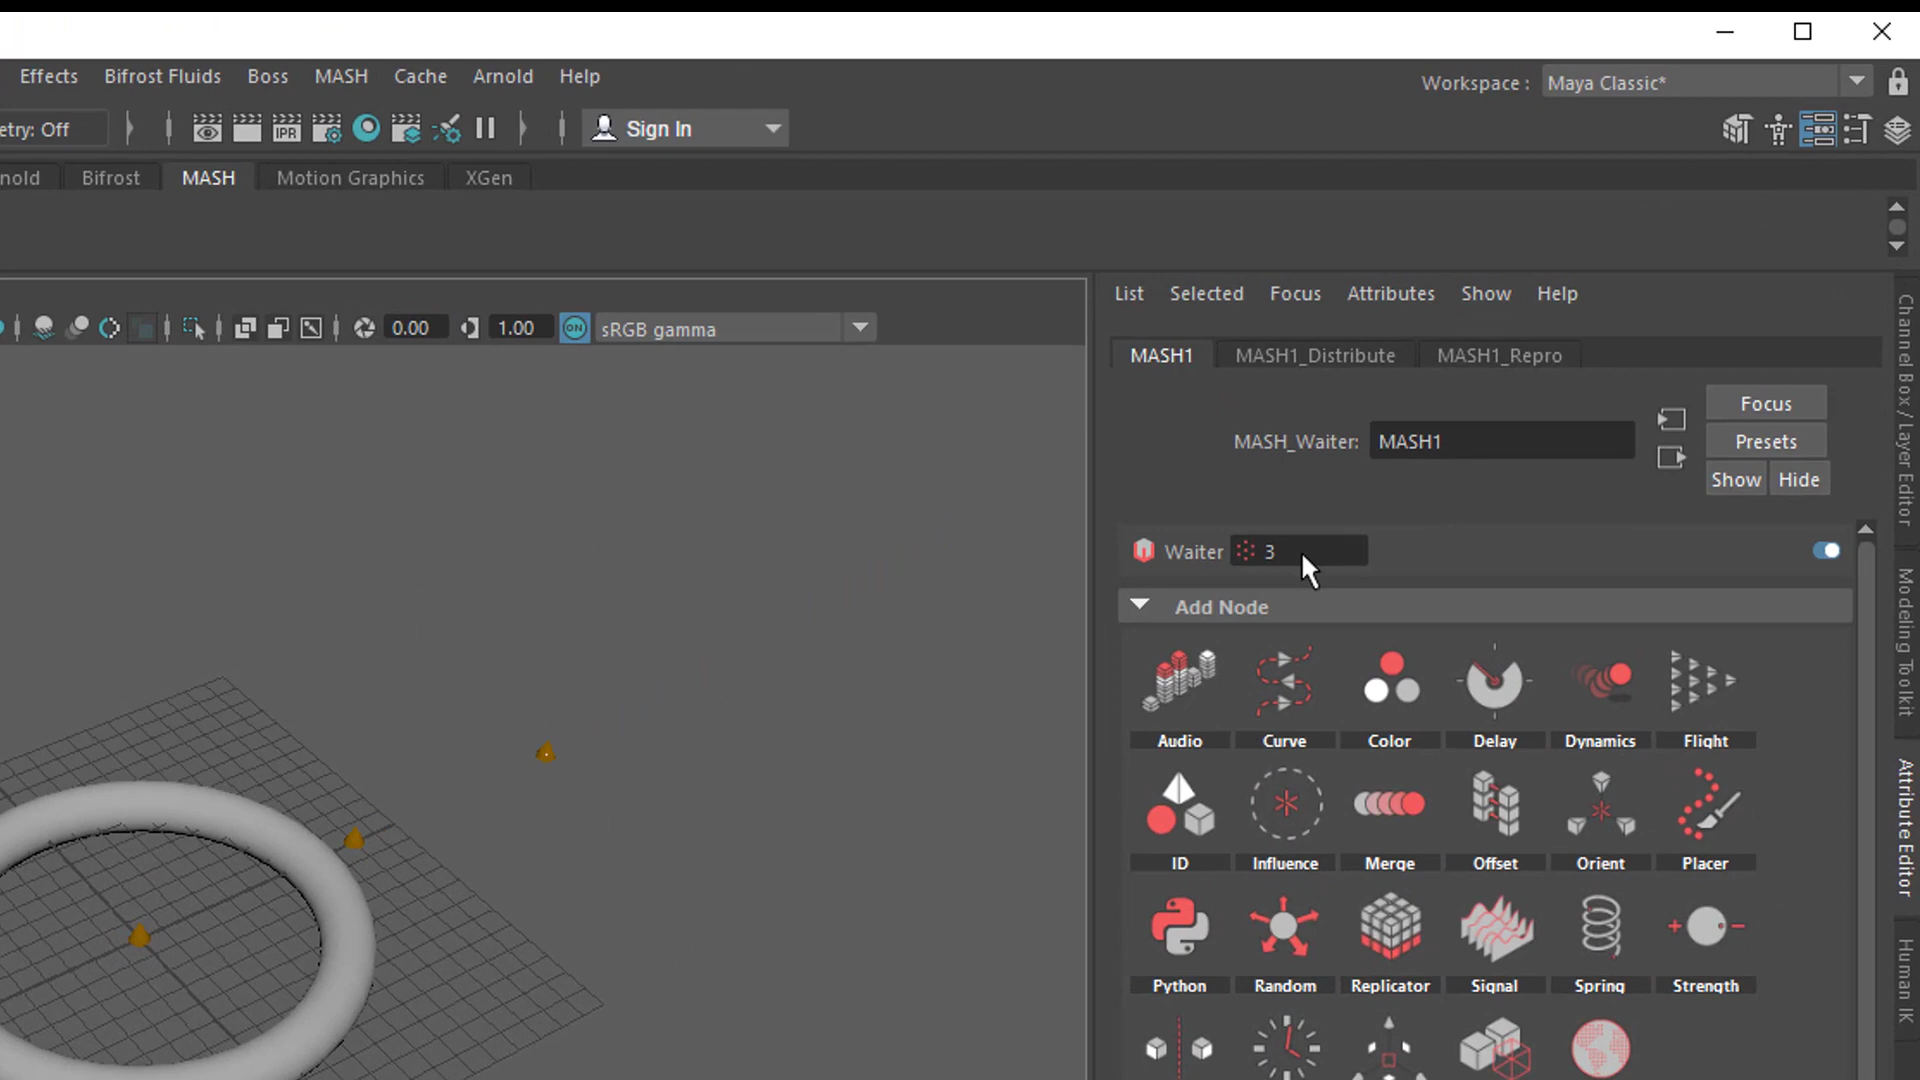 Effects Bifrost Fluids Boss MASH Cache Arnold Help
Workspace : Maya Classic*
etry: Off IPR Sign In
nold Bifrost MASH Motion Graphics XGen
List Selected Focus Attributes Show Help
0.00 1.00 ON sRGB gamma
MASH1 MASH1_Distribute MASH1_Repro
Focus
MASH_Waiter: MASH1
Presets
Show Hide
Waiter 3
Add Node
Audio Curve Color Delay Dynamics Flight
ID Influence Merge Offset Orient Placer
Python Random Replicator Signal Spring Strength
Channel Box / Layer Editor
Modeling Toolkit
Attribute Editor
Human IK